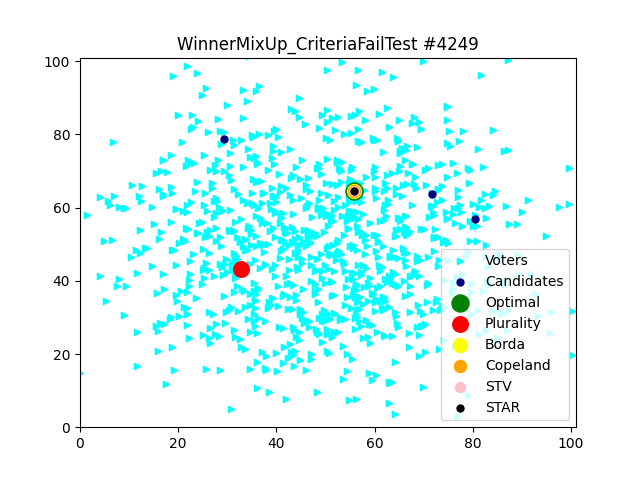 WinnerMixUp_CriteriaFailTest #4249
100
80
60
40
20
0
0
20
40
60
80
100
Voters
Candidates
Optimal
Plurality
Borda
Copeland
STV
STAR